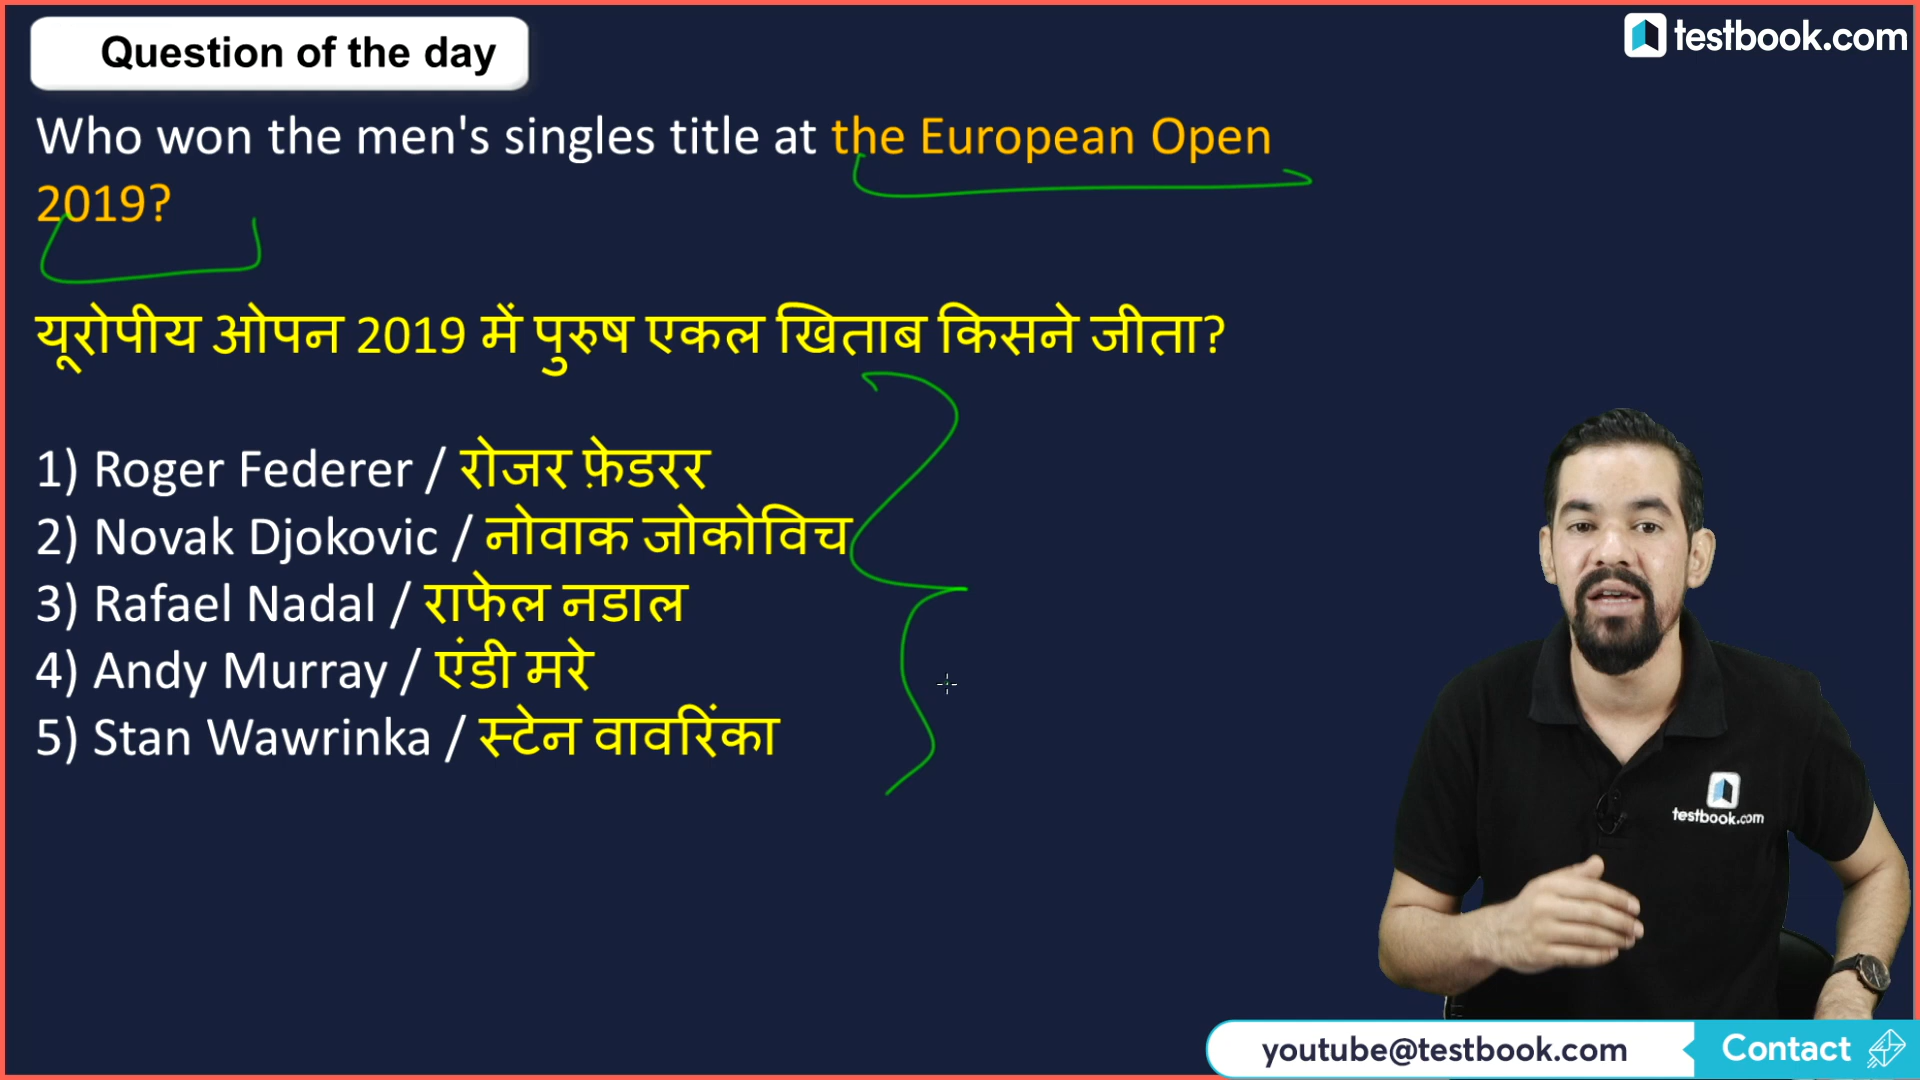 Question of the day
testbook.com
Who won the men's singles title at the European Open
2019?
यूरोपीय ओपन 2019 में पुरुष एकल खिताब किसने जीता?
1) Roger Federer / रोजर फ़ेडरर
2) Novak Djokovic / नोवाक जोकोविच
3) Rafael Nadal / राफेल नडाल
4) Andy Murray / एंडी मरे
5) Stan Wawrinka / स्टेन वावरिंका
testbook.com
youtube@testbook.com
Contact